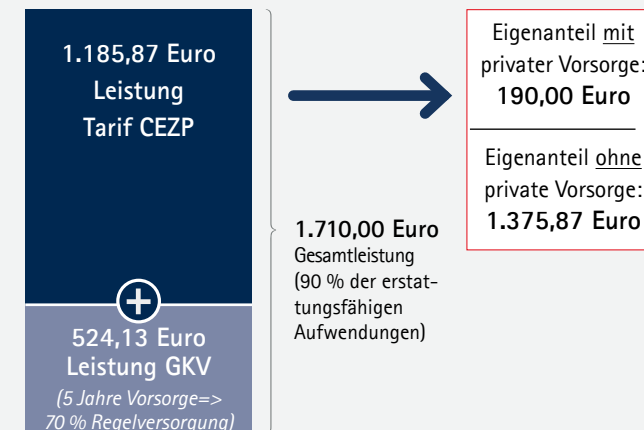 1.185,87 Euro
Leistung
Tarif CEZP
+
524,13 Euro
Leistung GKV
(5 Jahre Vorsorge=>
70 % Regelversorgung)
1.710,00 Euro
Gesamtleistung
(90 % der erstat-
tungsfähigen
Aufwendungen)
Eigenanteil mit
privater Vorsorge:
190,00 Euro
Eigenanteil ohne
private Vorsorge:
1.375,87 Euro